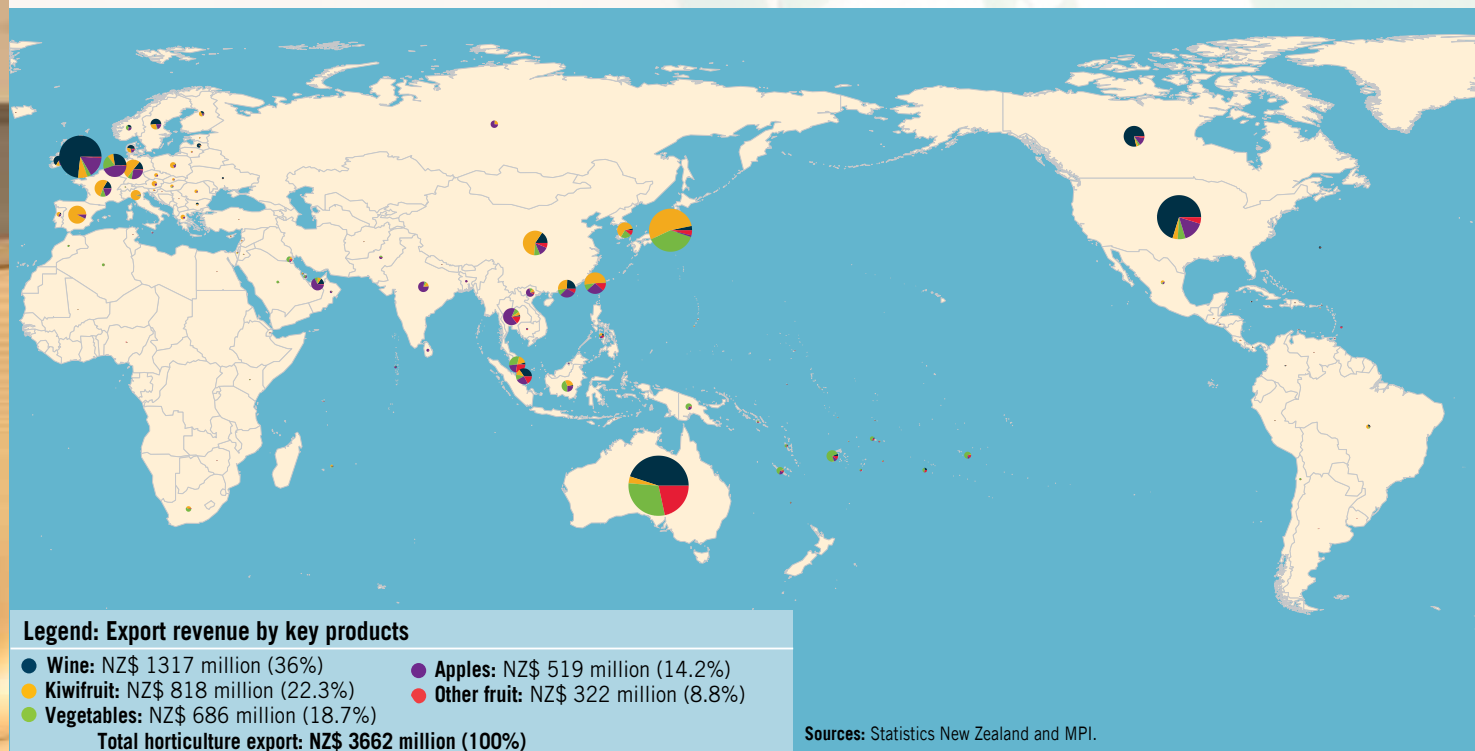 Legend: Export revenue by key products
Wine: NZ$ 1317 million (36%)
Kiwifruit: NZ$ 818 million (22.3%)
Vegetables: NZ$ 686 million (18.7%)
Apples: NZ$ 519 million (14.2%)
Other fruit: NZ$ 322 million (8.8%)
Total horticulture export: NZ$ 3662 million (100%)
Sources: Statistics New Zealand and MPI.